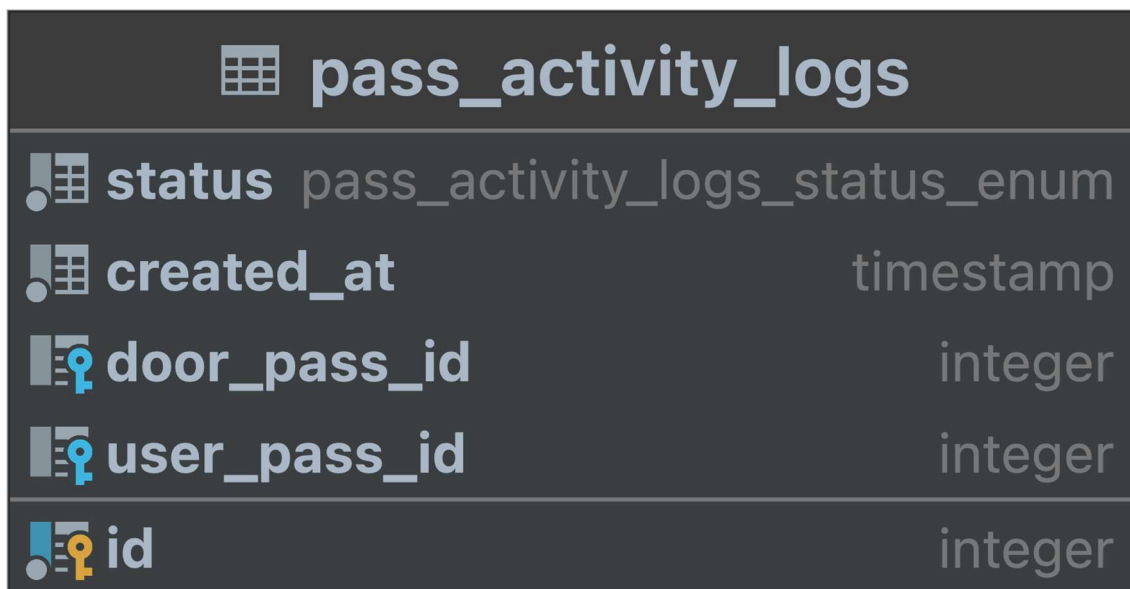 pass_activity_logs
status pass_activity_logs_status_enum
created_at timestamp
door_pass_id integer
user_pass_id integer
id integer